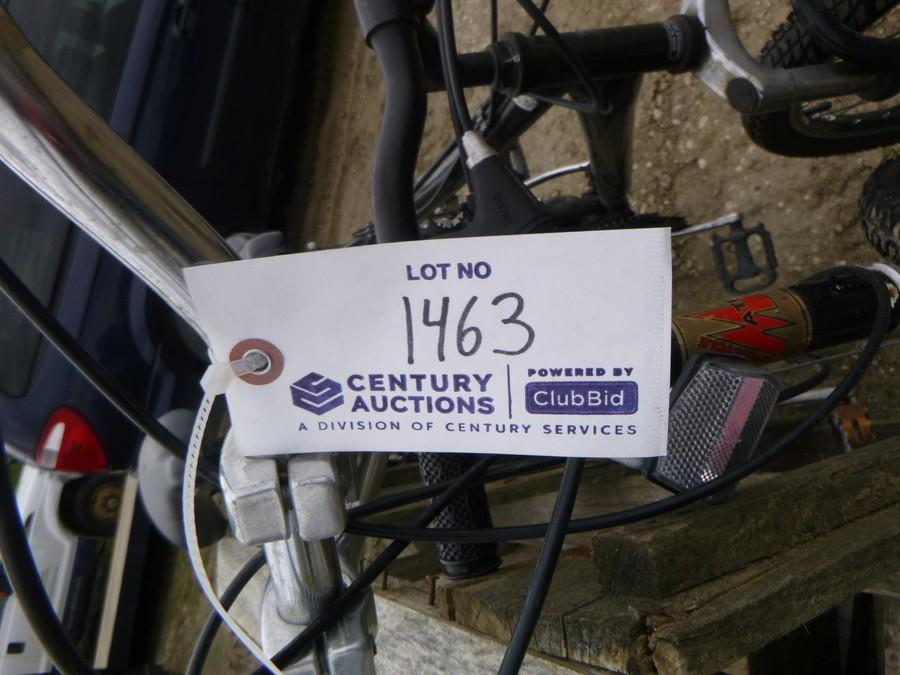 LOT NO
1463
CENTURY
AUCTIONS
POWERED BY
ClubBid
A DIVISION OF CENTURY SERVICES